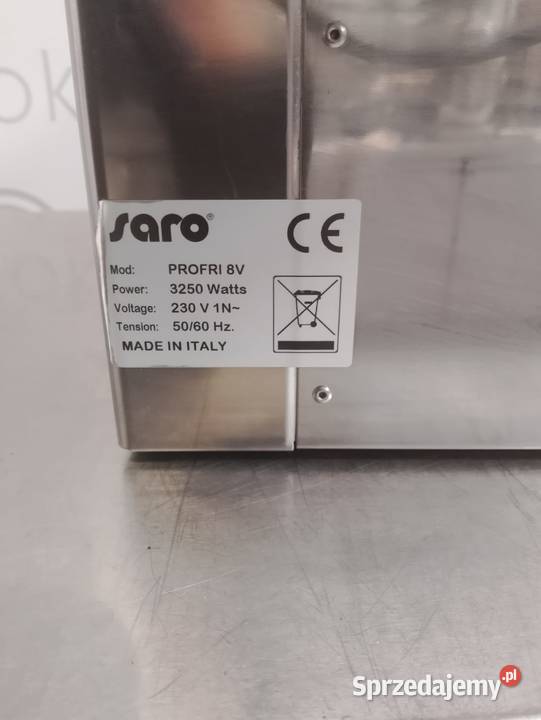 ok
saro®
CE
Mod: PROFRI 8V
Power: 3250 Watts
Voltage: 230 V 1N~
Tension: 50/60 Hz.
MADE IN ITALY
Sprzedajemy.pl